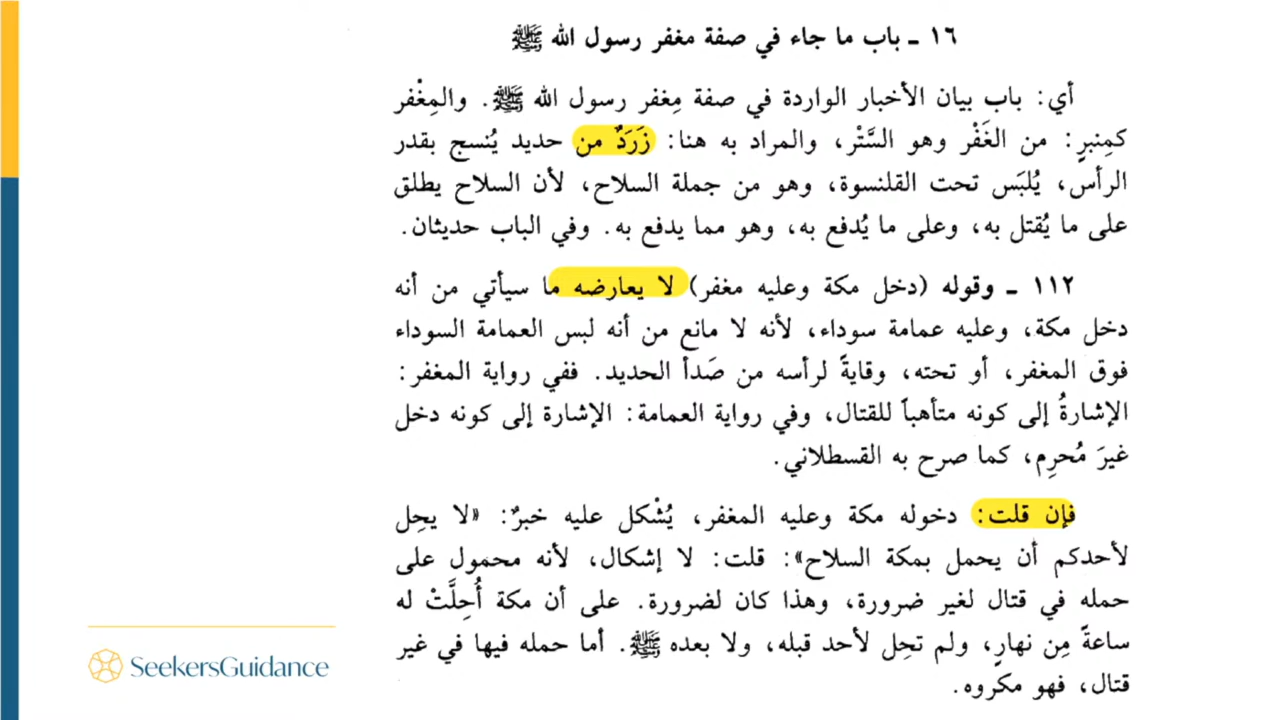 ١٦ ـ باب ما جاء في صفة مغفر رسول الله ﷺ
أي: باب بيان الأخبار الواردة في صفة مِغفر رسول الله ﷺ. والمِغْفر
كمِنبرٍ: من الغَفْر وهو السَّتْر، والمراد به هنا: زَرَدٌ من حديد يُنسج بقدر
الرأس، يُلبَس تحت القلنسوة، وهو من جملة السلاح، لأن السلاح يطلق
على ما يُقتل به، وعلى ما يُدفع به، وهو مما يدفع به. وفي الباب حديثان.
١١٢ ـ وقوله (دخل مكة وعليه مغفر) لا يعارضه ما سيأتي من أنه
دخل مكة، وعليه عمامة سوداء، لأنه لا مانع من أنه لبس العمامة السوداء
فوق المغفر، أو تحته، وقايةً لرأسه من صَدأ الحديد. ففي رواية المغفر:
الإشارةُ إلى كونه متأهباً للقتال، وفي رواية العمامة: الإشارة إلى كونه دخل
غيرَ مُحرِم، كما صرح به القسطلاني.
فإن قلت: دخوله مكة وعليه المغفر، يُشْكل عليه خبرُ: «لا يحِل
لأحدكم أن يحمل بمكة السلاح»: قلت: لا إشكال، لأنه محمول على
حمله في قتال لغير ضرورة، وهذا كان لضرورة. على أن مكة أُحِلَّتْ له
ساعةً مِن نهارٍ، ولم تحِل لأحد قبله، ولا بعده ﷺ. أما حمله فيها في غير
قتال، فهو مكروه.
SeekersGuidance